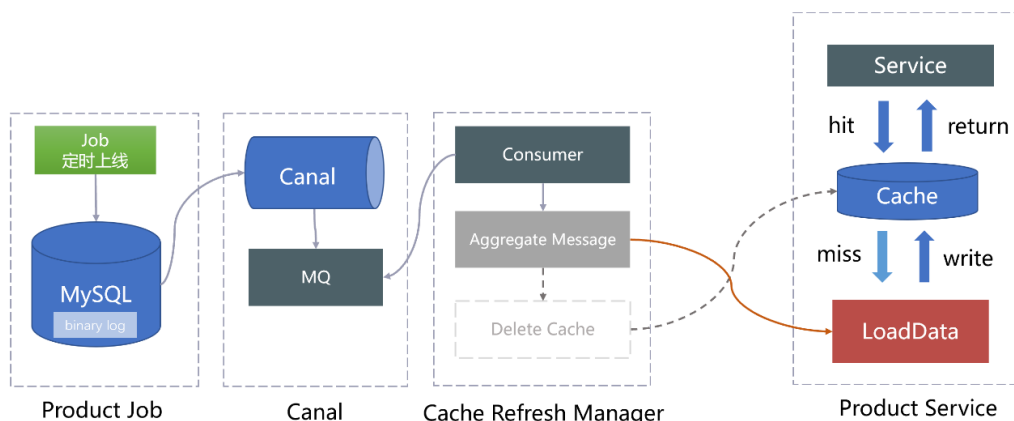 Job
定时上线
MySQL
binary log
Product Job
Canal
MQ
Canal
Consumer
Aggregate Message
Delete Cache
Cache Refresh Manager
Service
hit
return
Cache
miss
write
LoadData
Product Service